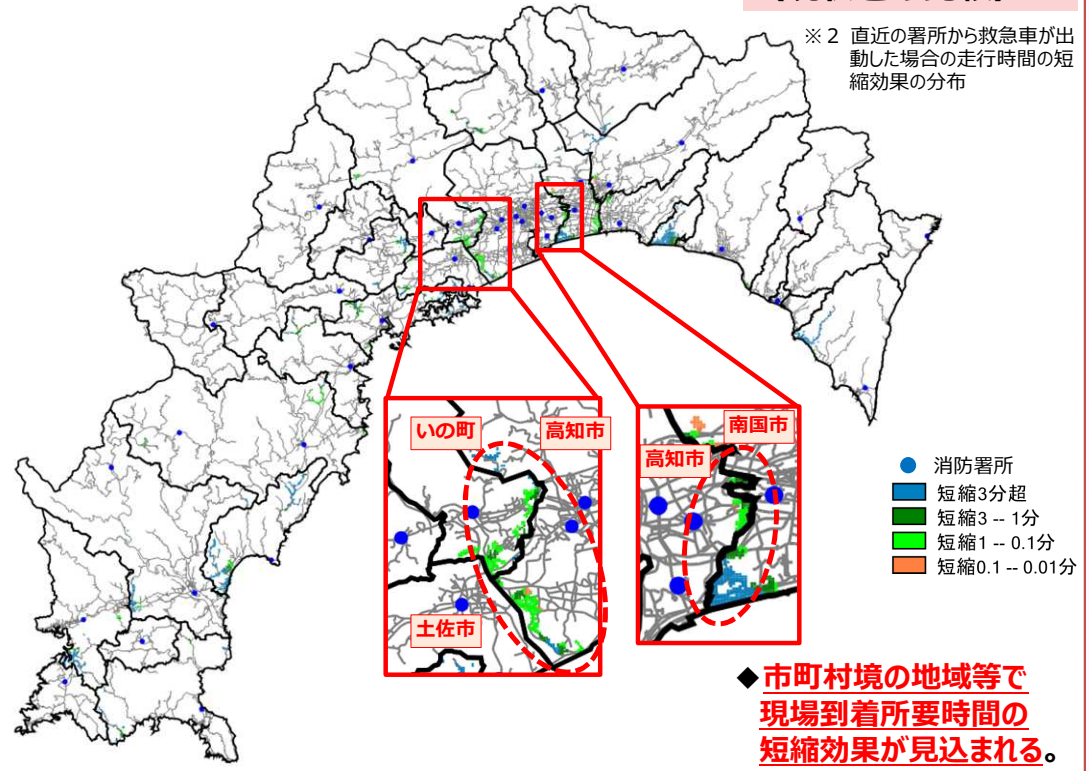 ※２ 直近の署所から救急車が出
動した場合の走行時間の短
縮効果の分布
いの町
高知市
土佐市
南国市
高知市
消防署所
短縮3分超
短縮3 -- 1分
短縮1 -- 0.1分
短縮0.1 -- 0.01分
◆市町村境の地域等で
現場到着所要時間の
短縮効果が見込まれる。